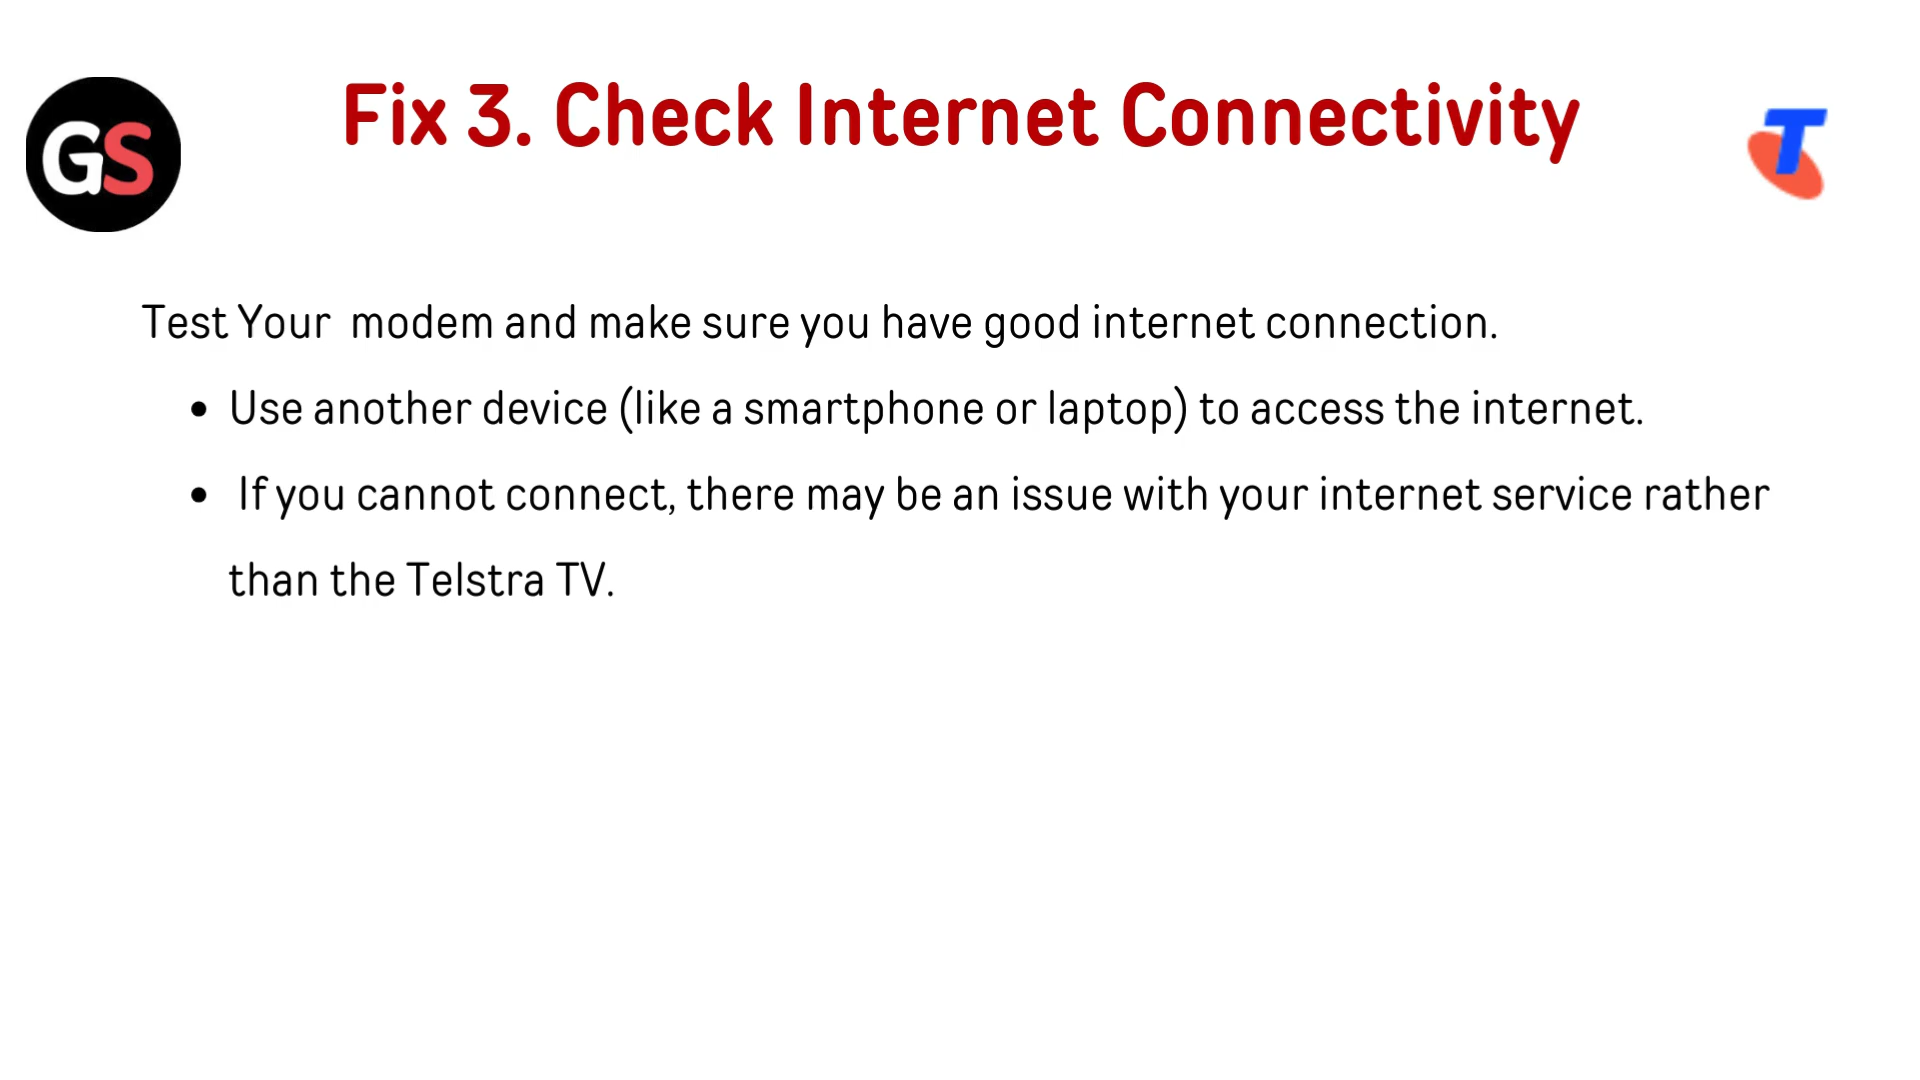 GS
Fix 3. Check Internet Connectivity
T
Test Your  modem and make sure you have good internet connection.
• Use another device (like a smartphone or laptop) to access the internet.
• If you cannot connect, there may be an issue with your internet service rather
than the Telstra TV.